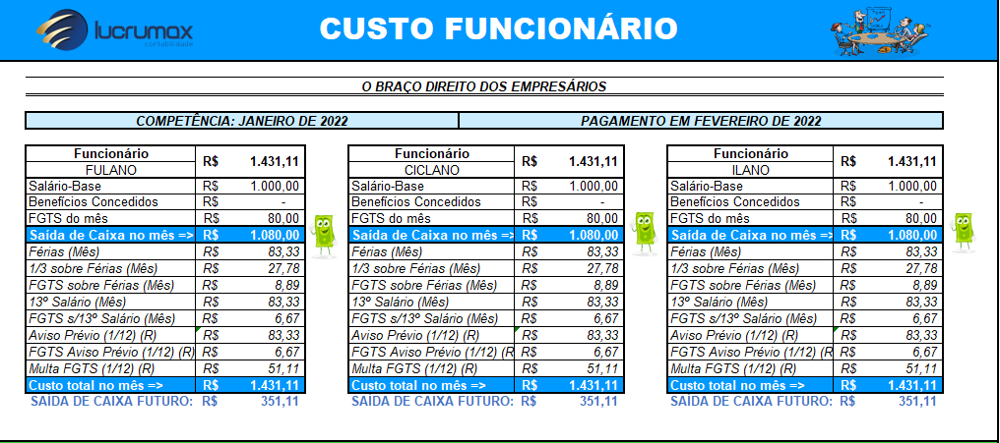 lucrumax
contabilidade
CUSTO FUNCIONÁRIO
O BRAÇO DIREITO DOS EMPRESÁRIOS
COMPETÊNCIA: JANEIRO DE 2022
PAGAMENTO EM FEVEREIRO DE 2022
Funcionário R$ 1.431,11
FULANO
Salário-Base R$ 1.000,00
Benefícios Concedidos R$ -
FGTS do mês R$ 80,00
Saída de Caixa no mês => R$ 1.080,00
Férias (Mês) R$ 83,33
1/3 sobre Férias (Mês) R$ 27,78
FGTS sobre Férias (Mês) R$ 8,89
13º Salário (Mês) R$ 83,33
FGTS s/13º Salário (Mês) R$ 6,67
Aviso Prévio (1/12) (R) R$ 83,33
FGTS Aviso Prévio (1/12) (R) R$ 6,67
Multa FGTS (1/12) (R) R$ 51,11
Custo total no mês => R$ 1.431,11
SAÍDA DE CAIXA FUTURO: R$ 351,11
Funcionário R$ 1.431,11
CICLANO
Salário-Base R$ 1.000,00
Benefícios Concedidos R$ -
FGTS do mês R$ 80,00
Saída de Caixa no mês => R$ 1.080,00
Férias (Mês) R$ 83,33
1/3 sobre Férias (Mês) R$ 27,78
FGTS sobre Férias (Mês) R$ 8,89
13º Salário (Mês) R$ 83,33
FGTS s/13º Salário (Mês) R$ 6,67
Aviso Prévio (1/12) (R) R$ 83,33
FGTS Aviso Prévio (1/12) (R R$ 6,67
Multa FGTS (1/12) (R) R$ 51,11
Custo total no mês => R$ 1.431,11
SAÍDA DE CAIXA FUTURO: R$ 351,11
Funcionário R$ 1.431,11
ILANO
Salário-Base R$ 1.000,00
Benefícios Concedidos R$ -
FGTS do mês R$ 80,00
Saída de Caixa no mês => R$ 1.080,00
Férias (Mês) R$ 83,33
1/3 sobre Férias (Mês) R$ 27,78
FGTS sobre Férias (Mês) R$ 8,89
13º Salário (Mês) R$ 83,33
FGTS s/13º Salário (Mês) R$ 6,67
Aviso Prévio (1/12) (R) R$ 83,33
FGTS Aviso Prévio (1/12) (R R$ 6,67
Multa FGTS (1/12) (R) R$ 51,11
Custo total no mês => R$ 1.431,11
SAÍDA DE CAIXA FUTURO: R$ 351,11